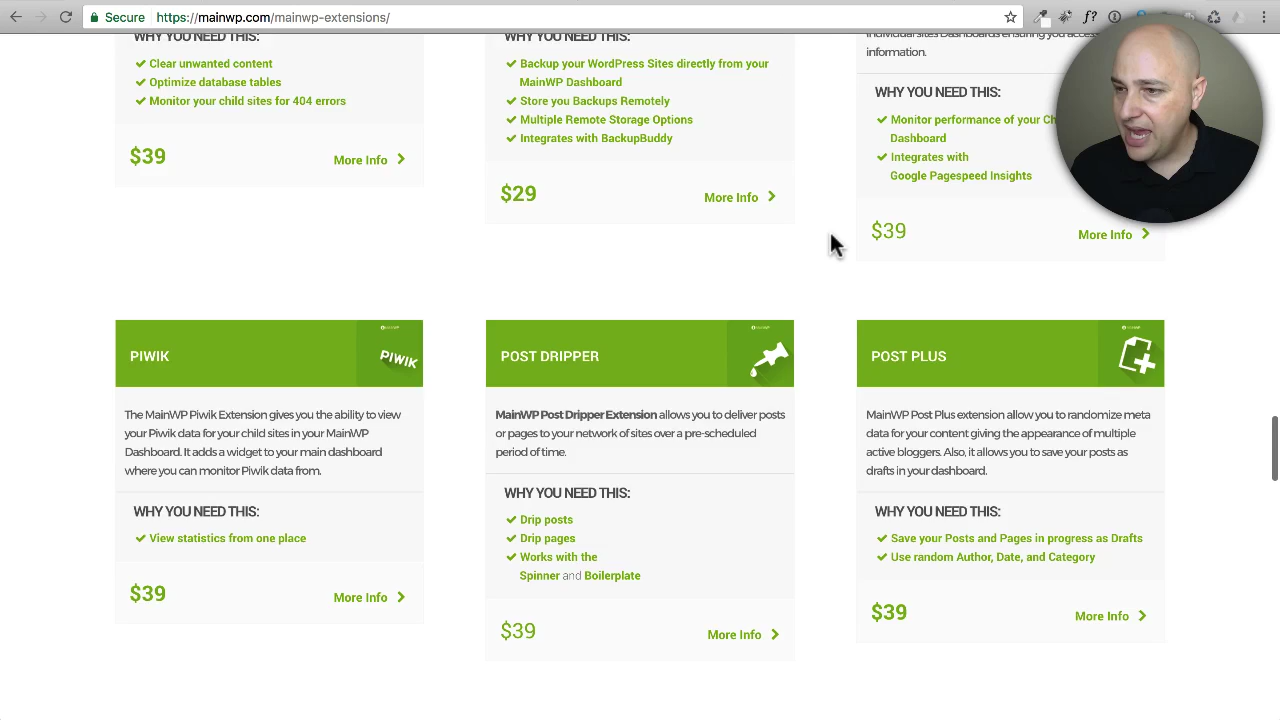 Secure
https://mainwp.com/mainwp-extensions/
f?
WHY YOU NEED THIS:
Clear unwanted content
Optimize database tables
Monitor your child sites for 404 errors
$39
More Info
WHY YOU NEED THIS:
Backup your WordPress Sites directly from your
MainWP Dashboard
Store you Backups Remotely
Multiple Remote Storage Options
Integrates with BackupBuddy
$29
More Info
individual sites Dashboards ensuring you
information.
WHY YOU NEED THIS:
Monitor performance of your
Dashboard
Integrates with
Google Pagespeed Insights
$39
More Info
PIWIK
PIWIK
The MainWP Piwik Extension gives you the ability to view
your Piwik data for your child sites in your MainWP
Dashboard. It adds a widget to your main dashboard
where you can monitor Piwik data from.
WHY YOU NEED THIS:
View statistics from one place
$39
More Info
POST DRIPPER
MainWP Post Dripper Extension allows you to deliver posts
or pages to your network of sites over a pre-scheduled
period of time.
WHY YOU NEED THIS:
Drip posts
Drip pages
Works with the
Spinner and Boilerplate
$39
More Info
POST PLUS
MainWP Post Plus extension allow you to randomize meta
data for your content giving the appearance of multiple
active bloggers. Also, it allows you to save your posts as
drafts in your dashboard.
WHY YOU NEED THIS:
Save your Posts and Pages in progress as Drafts
Use random Author, Date, and Category
$39
More Info